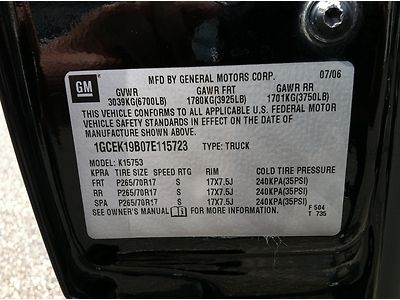 GM
MFD BY GENERAL MOTORS CORP. 07/06
GVWR GAWR FRT GAWR RR
3039KG(6700LB) 1780KG(3925LB) 1701KG(3750LB)
THIS VEHICLE CONFORMS TO ALL APPLICABLE U.S. FEDERAL MOTOR
VEHICLE SAFETY STANDARDS IN EFFECT ON THE DATE OF
MANUFACTURE SHOWN ABOVE.
1GCEK19B07E115723 TYPE: TRUCK
MODEL: K15753
KPA TIRE SIZE SPEED RTG RIM COLD TIRE PRESSURE
FRT P265/70R17 S 17X7.5J 240KPA(35PSI)
RR P265/70R17 S 17X7.5J 240KPA(35PSI)
SPA P265/70R17 S 17X7.5J 240KPA(35PSI)
SEE OWNER'S MANUAL FOR MORE INFORMATION F 504
T 735